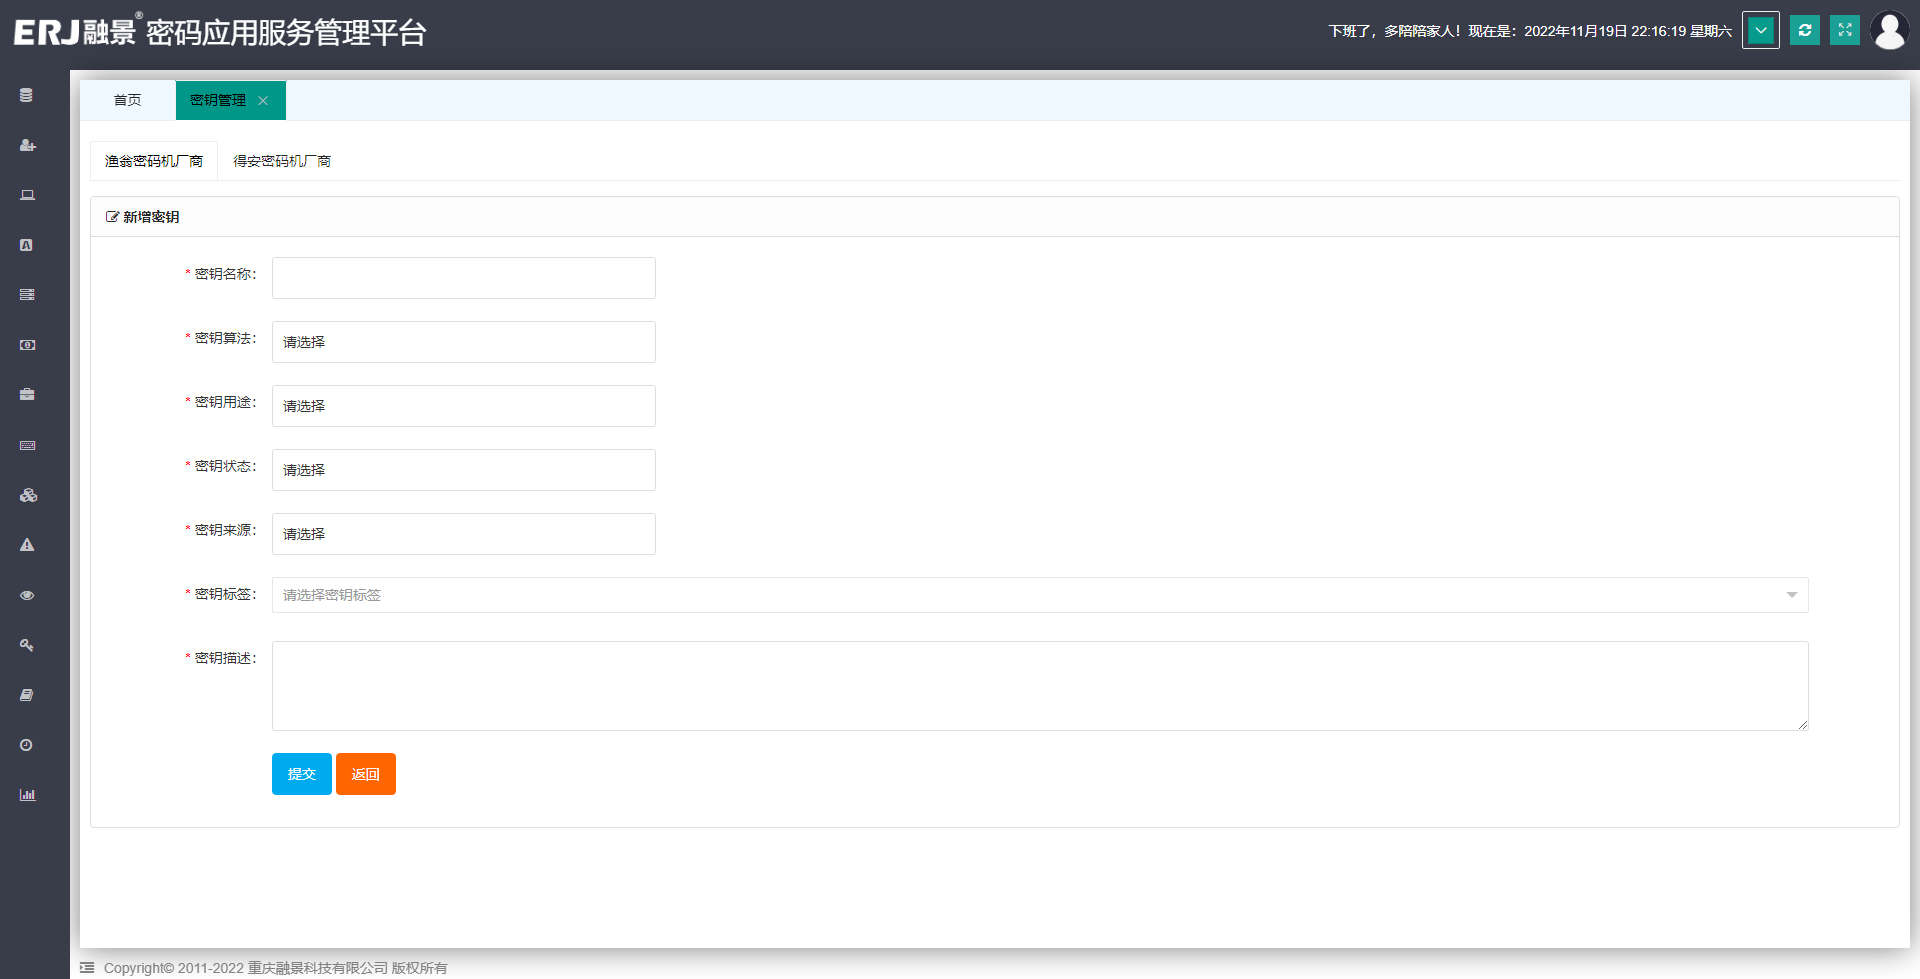 ERJ融景® 密码应用服务管理平台
下班了，多陪陪家人！现在是：2022年11月19日 22:16:19 星期六
首页
密钥管理
渔翁密码机厂商
得安密码机厂商
新增密钥
* 密钥名称：
* 密钥算法： 请选择
* 密钥用途： 请选择
* 密钥状态： 请选择
* 密钥来源： 请选择
* 密钥标签： 请选择密钥标签
* 密钥描述：
提交 返回
Copyright© 2011-2022 重庆融景科技有限公司 版权所有